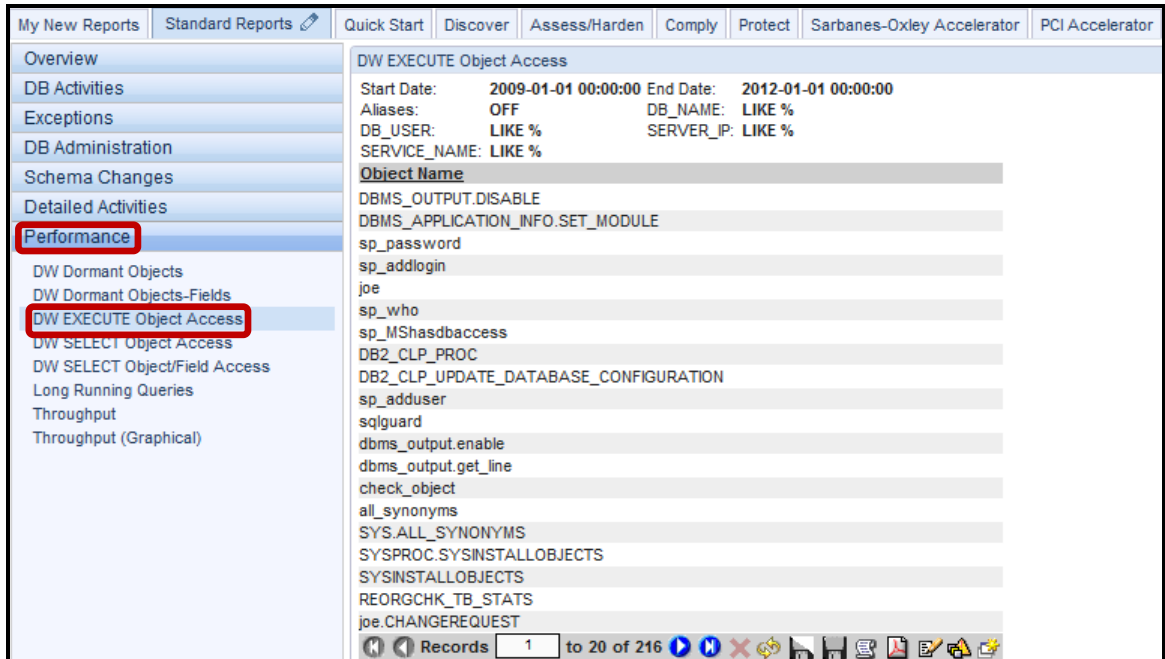 My New Reports Standard Reports Quick Start Discover Assess/Harden Comply Protect Sarbanes-Oxley Accelerator PCI Accelerator
Overview
DB Activities
Exceptions
DB Administration
Schema Changes
Detailed Activities
Performance
DW Dormant Objects
DW Dormant Objects-Fields
DW EXECUTE Object Access
DW SELECT Object Access
DW SELECT Object/Field Access
Long Running Queries
Throughput
Throughput (Graphical)
DW EXECUTE Object Access
Start Date: 2009-01-01 00:00:00 End Date: 2012-01-01 00:00:00
Aliases: OFF DB_NAME: LIKE %
DB_USER: LIKE % SERVER_IP: LIKE %
SERVICE_NAME: LIKE %
Object Name
DBMS_OUTPUT.DISABLE
DBMS_APPLICATION_INFO.SET_MODULE
sp_password
sp_addlogin
joe
sp_who
sp_MShasdbaccess
DB2_CLP_PROC
DB2_CLP_UPDATE_DATABASE_CONFIGURATION
sp_adduser
sqlguard
dbms_output.enable
dbms_output.get_line
check_object
all_synonyms
SYS.ALL_SYNONYMS
SYSPROC.SYSINSTALLOBJECTS
SYSINSTALLOBJECTS
REORGCHK_TB_STATS
joe.CHANGEREQUEST
Records 1 to 20 of 216